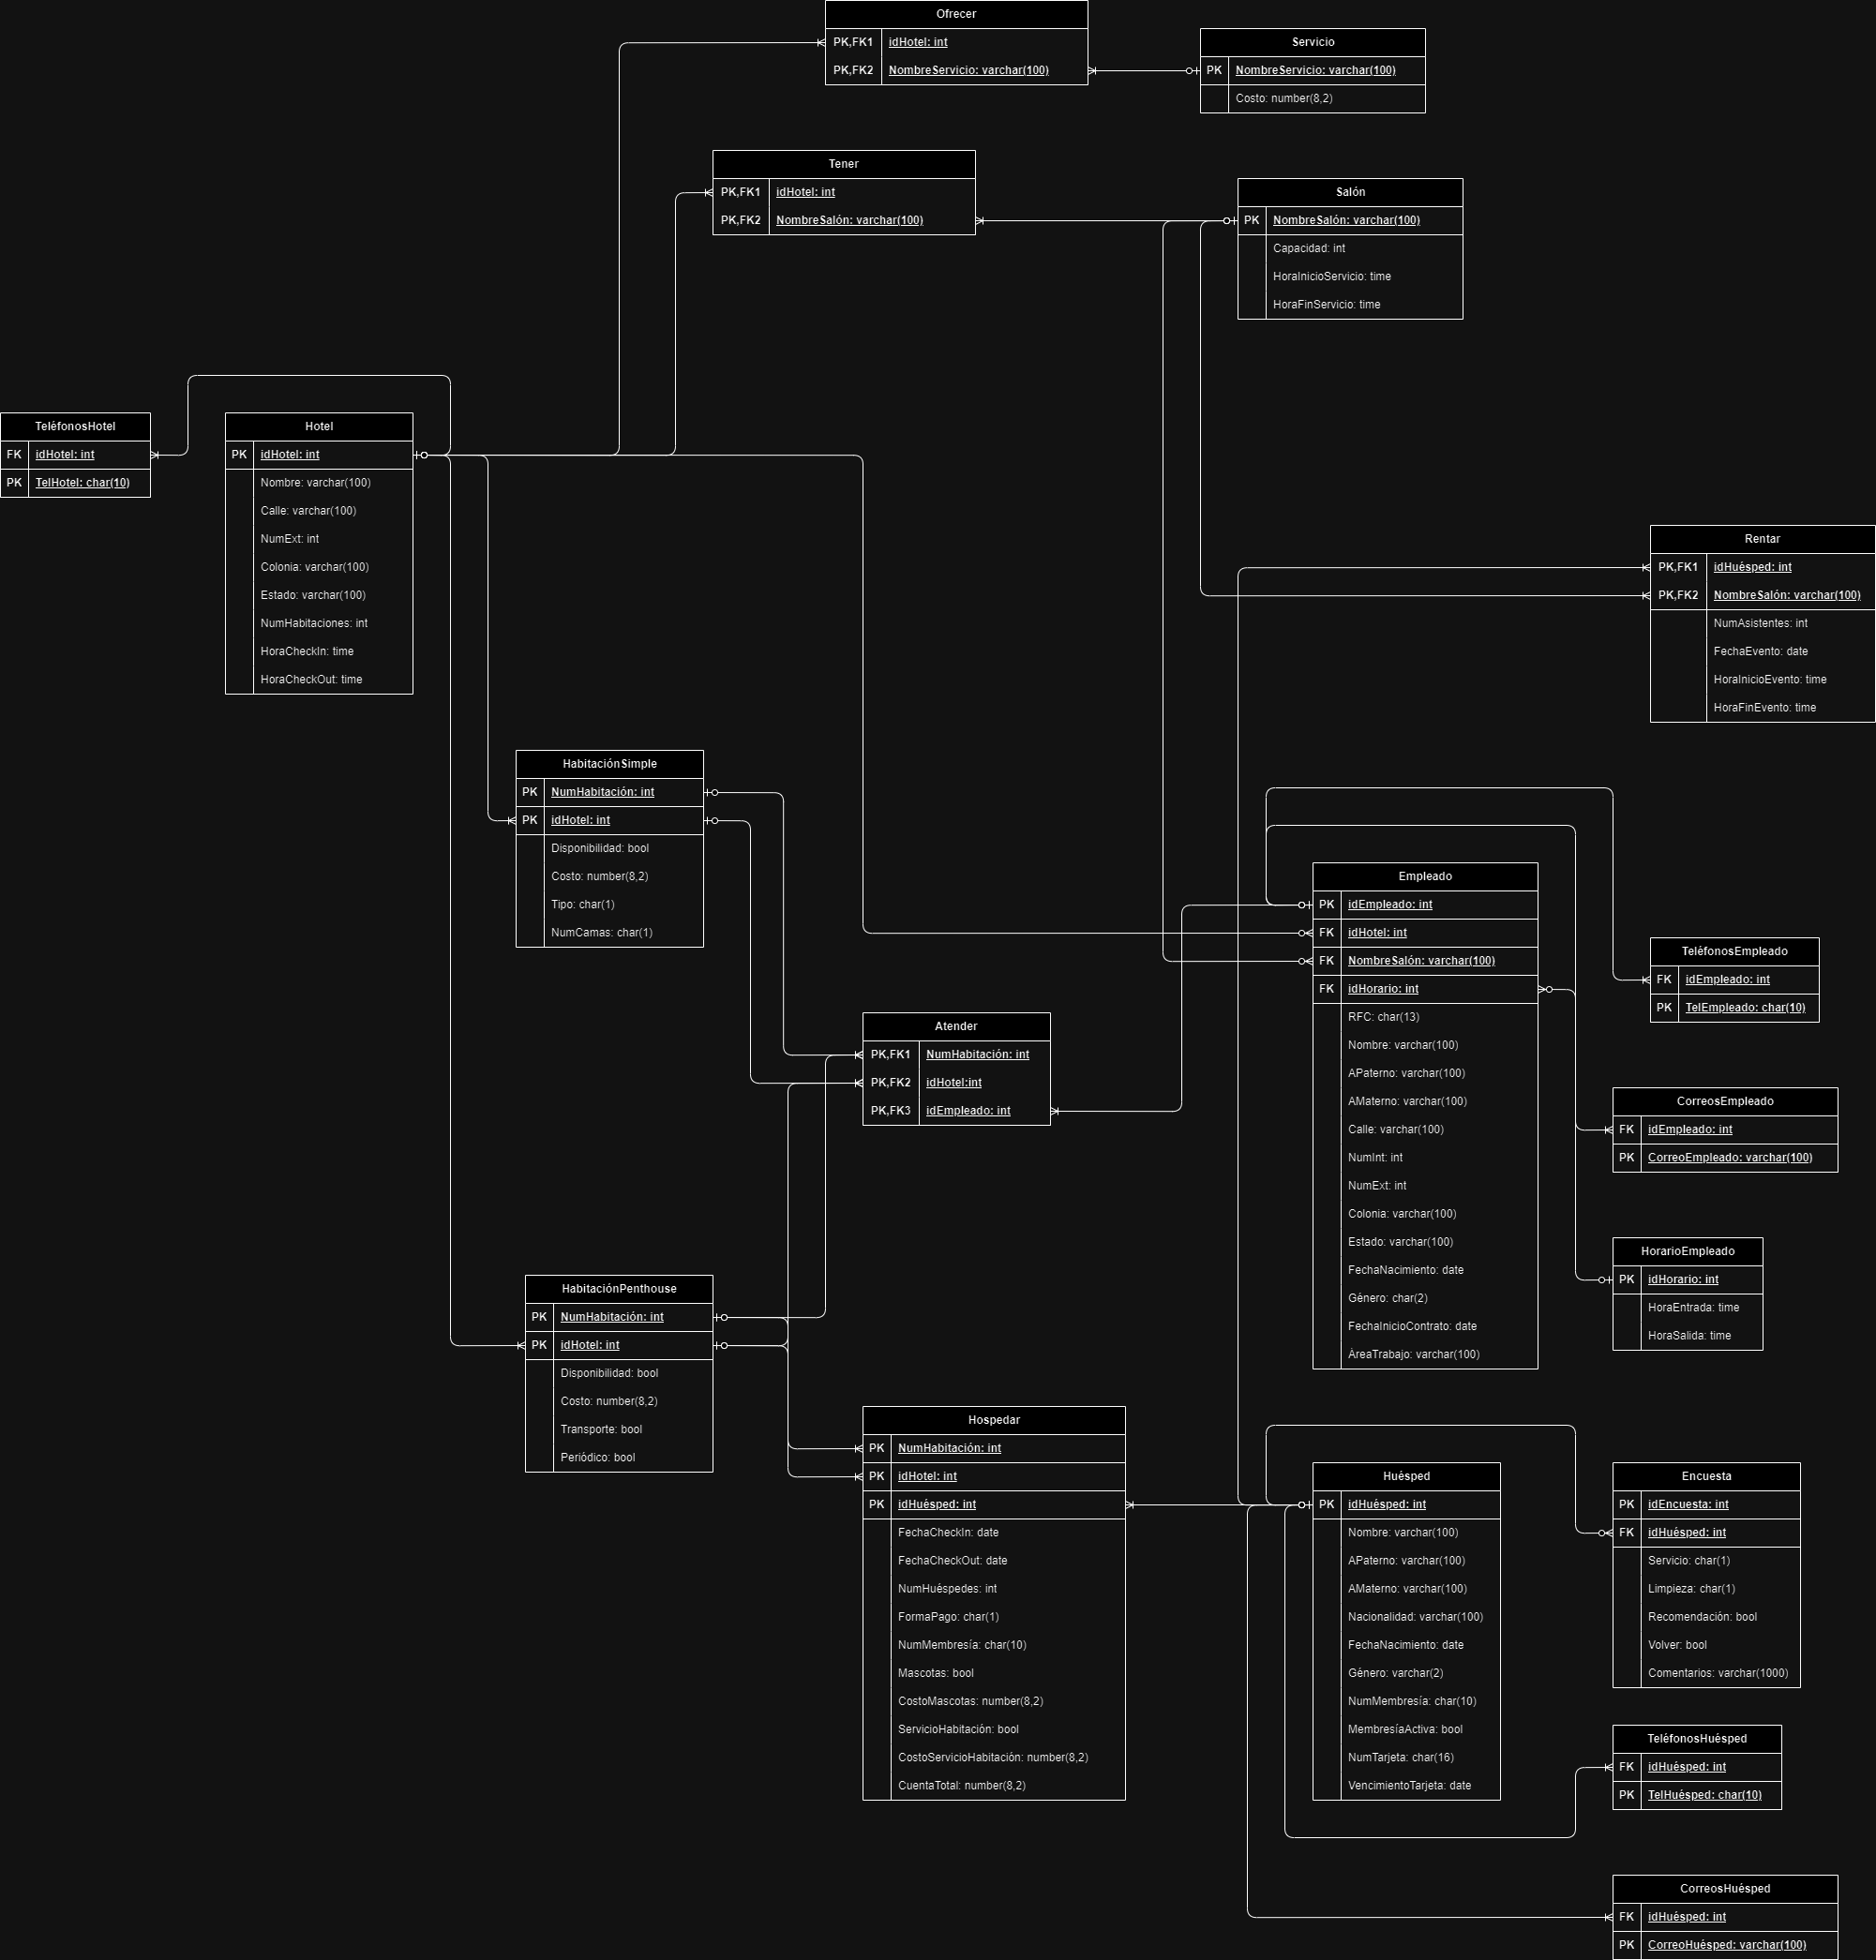 Ofrecer
PK,FK1 idHotel: int
PK,FK2 NombreServicio: varchar(100)
Servicio
PK NombreServicio: varchar(100)
Costo: number(8,2)
Tener
PK,FK1 idHotel: int
PK,FK2 NombreSalón: varchar(100)
Salón
PK NombreSalón: varchar(100)
Capacidad: int
HoraInicioServicio: time
HoraFinServicio: time
TeléfonosHotel
FK idHotel: int
PK TelHotel: char(10)
Hotel
PK idHotel: int
Nombre: varchar(100)
Calle: varchar(100)
NumExt: int
Colonia: varchar(100)
Estado: varchar(100)
NumHabitaciones: int
HoraCheckIn: time
HoraCheckOut: time
Rentar
PK,FK1 idHuésped: int
PK,FK2 NombreSalón: varchar(100)
NumAsistentes: int
FechaEvento: date
HoraInicioEvento: time
HoraFinEvento: time
HabitaciónSimple
PK NumHabitación: int
PK idHotel: int
Disponibilidad: bool
Costo: number(8,2)
Tipo: char(1)
NumCamas: char(1)
Empleado
PK idEmpleado: int
FK idHotel: int
FK NombreSalón: varchar(100)
FK idHorario: int
RFC: char(13)
Nombre: varchar(100)
APaterno: varchar(100)
AMaterno: varchar(100)
Calle: varchar(100)
NumInt: int
NumExt: int
Colonia: varchar(100)
Estado: varchar(100)
FechaNacimiento: date
Género: char(2)
FechaInicioContrato: date
ÁreaTrabajo: varchar(100)
TeléfonosEmpleado
FK idEmpleado: int
PK TelEmpleado: char(10)
Atender
PK,FK1 NumHabitación: int
PK,FK2 idHotel:int
PK,FK3 idEmpleado: int
CorreosEmpleado
FK idEmpleado: int
PK CorreoEmpleado: varchar(100)
HorarioEmpleado
PK idHorario: int
HoraEntrada: time
HoraSalida: time
HabitaciónPenthouse
PK NumHabitación: int
PK idHotel: int
Disponibilidad: bool
Costo: number(8,2)
Transporte: bool
Periódico: bool
Hospedar
PK NumHabitación: int
PK idHotel: int
PK idHuésped: int
FechaCheckIn: date
FechaCheckOut: date
NumHuéspedes: int
FormaPago: char(1)
NumMembresía: char(10)
Mascotas: bool
CostoMascotas: number(8,2)
ServicioHabitación: bool
CostoServicioHabitación: number(8,2)
CuentaTotal: number(8,2)
Huésped
PK idHuésped: int
Nombre: varchar(100)
APaterno: varchar(100)
AMaterno: varchar(100)
Nacionalidad: varchar(100)
FechaNacimiento: date
Género: varchar(2)
NumMembresía: char(10)
MembresíaActiva: bool
NumTarjeta: char(16)
VencimientoTarjeta: date
Encuesta
PK idEncuesta: int
FK idHuésped: int
Servicio: char(1)
Limpieza: char(1)
Recomendación: bool
Volver: bool
Comentarios: varchar(1000)
TeléfonosHuésped
FK idHuésped: int
PK TelHuésped: char(10)
CorreosHuésped
FK idHuésped: int
PK CorreoHuésped: varchar(100)